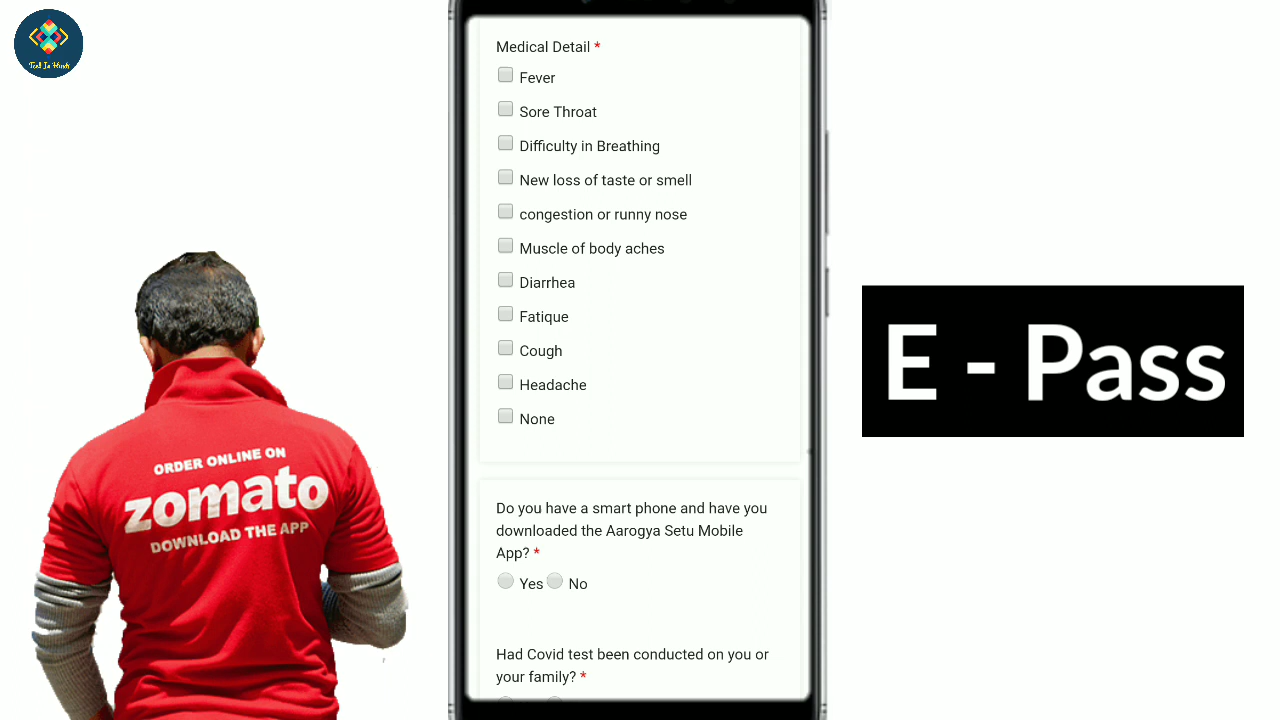 Tech In Hindi
Medical Detail *
Fever
Sore Throat
Difficulty in Breathing
New loss of taste or smell
congestion or runny nose
Muscle of body aches
Diarrhea
Fatique
Cough
Headache
None
Do you have a smart phone and have you
downloaded the Aarogya Setu Mobile
App? *
Yes No
Had Covid test been conducted on you or
your family? *
ORDER ONLINE ON
zomato
DOWNLOAD THE APP
E - Pass